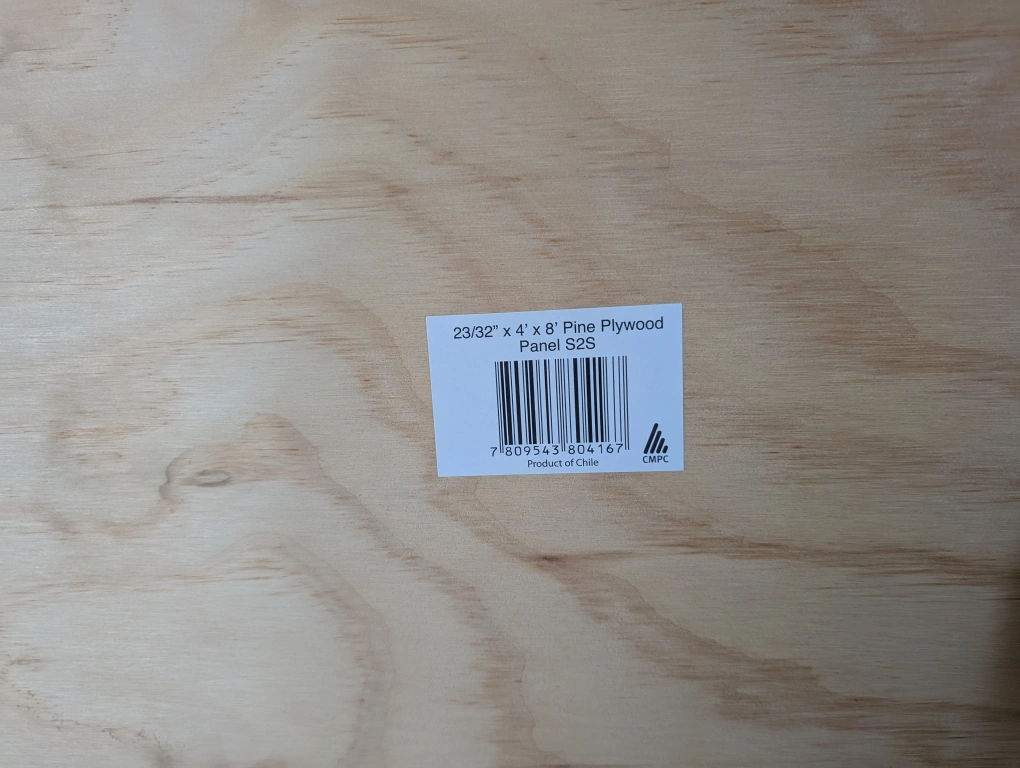 23/32” x 4’ x 8’ Pine Plywood
Panel S2S
7 809543 804167
Product of Chile
CMPC